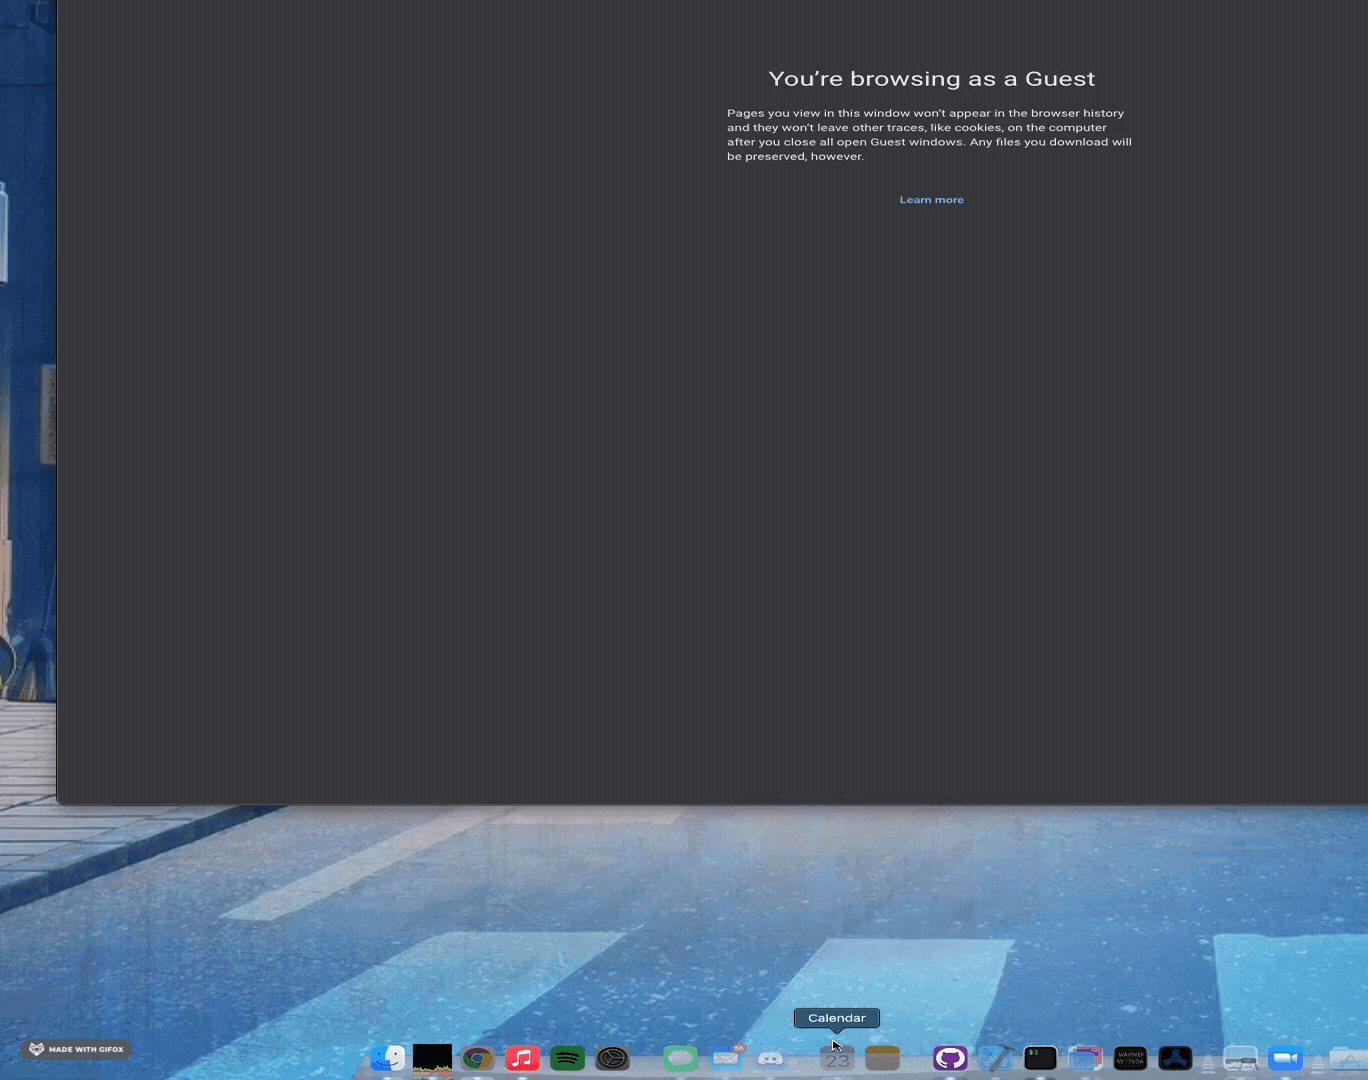 You're browsing as a Guest
Pages you view in this window won't appear in the browser history
and they won't leave other traces, like cookies, on the computer
after you close all open Guest windows. Any files you download will
be preserved, however.
Learn more
Calendar
MADE WITH GIFOX
23
$
WARNIN